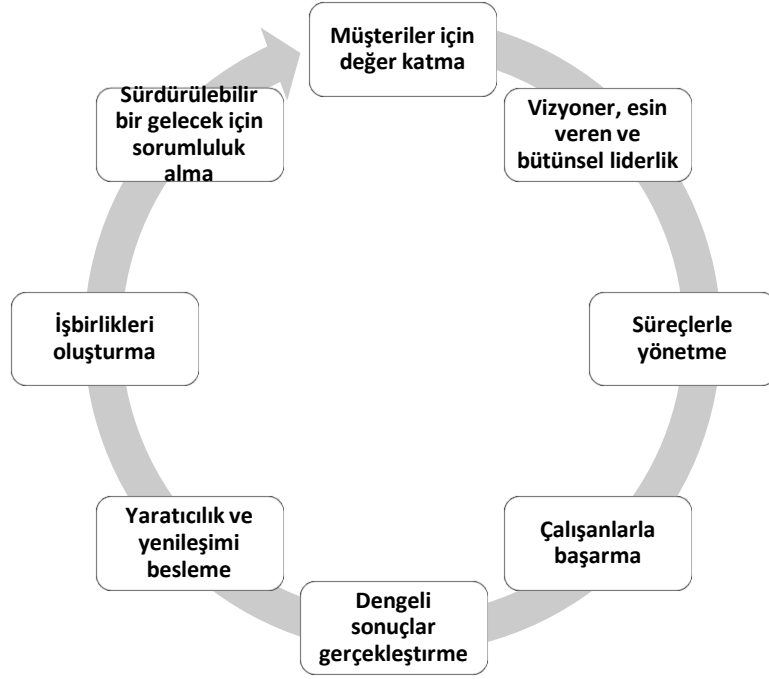 Müşteriler için
değer katma
Vizyoner, esin
veren ve
bütünsel liderlik
Süreçlerle
yönetme
Çalışanlarla
başarma
Dengeli
sonuçlar
gerçekleştirme
Yaratıcılık ve
yenileşimi
besleme
İşbirlikleri
oluşturma
Sürdürülebilir
bir gelecek için
sorumluluk
alma